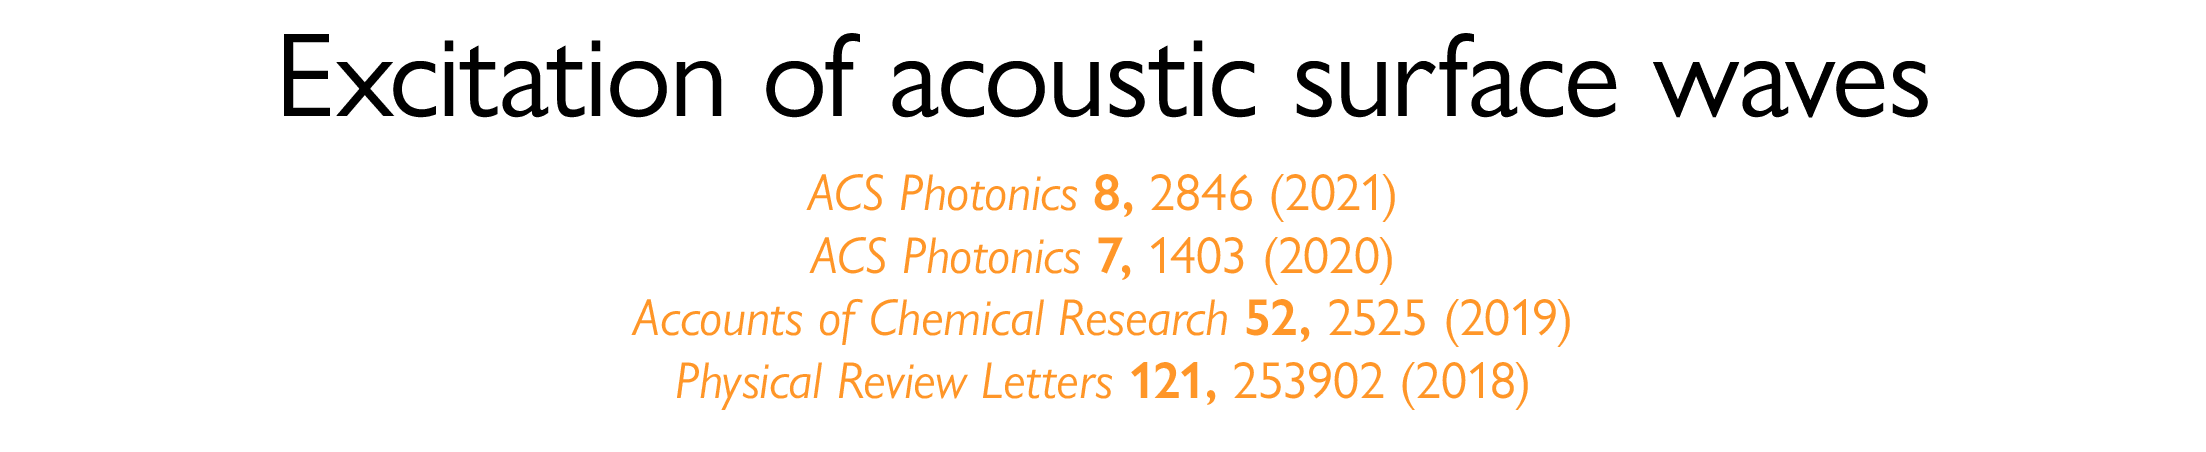 Excitation of acoustic surface waves
ACS Photonics 8, 2846 (2021)
ACS Photonics 7, 1403 (2020)
Accounts of Chemical Research 52, 2525 (2019)
Physical Review Letters 121, 253902 (2018)